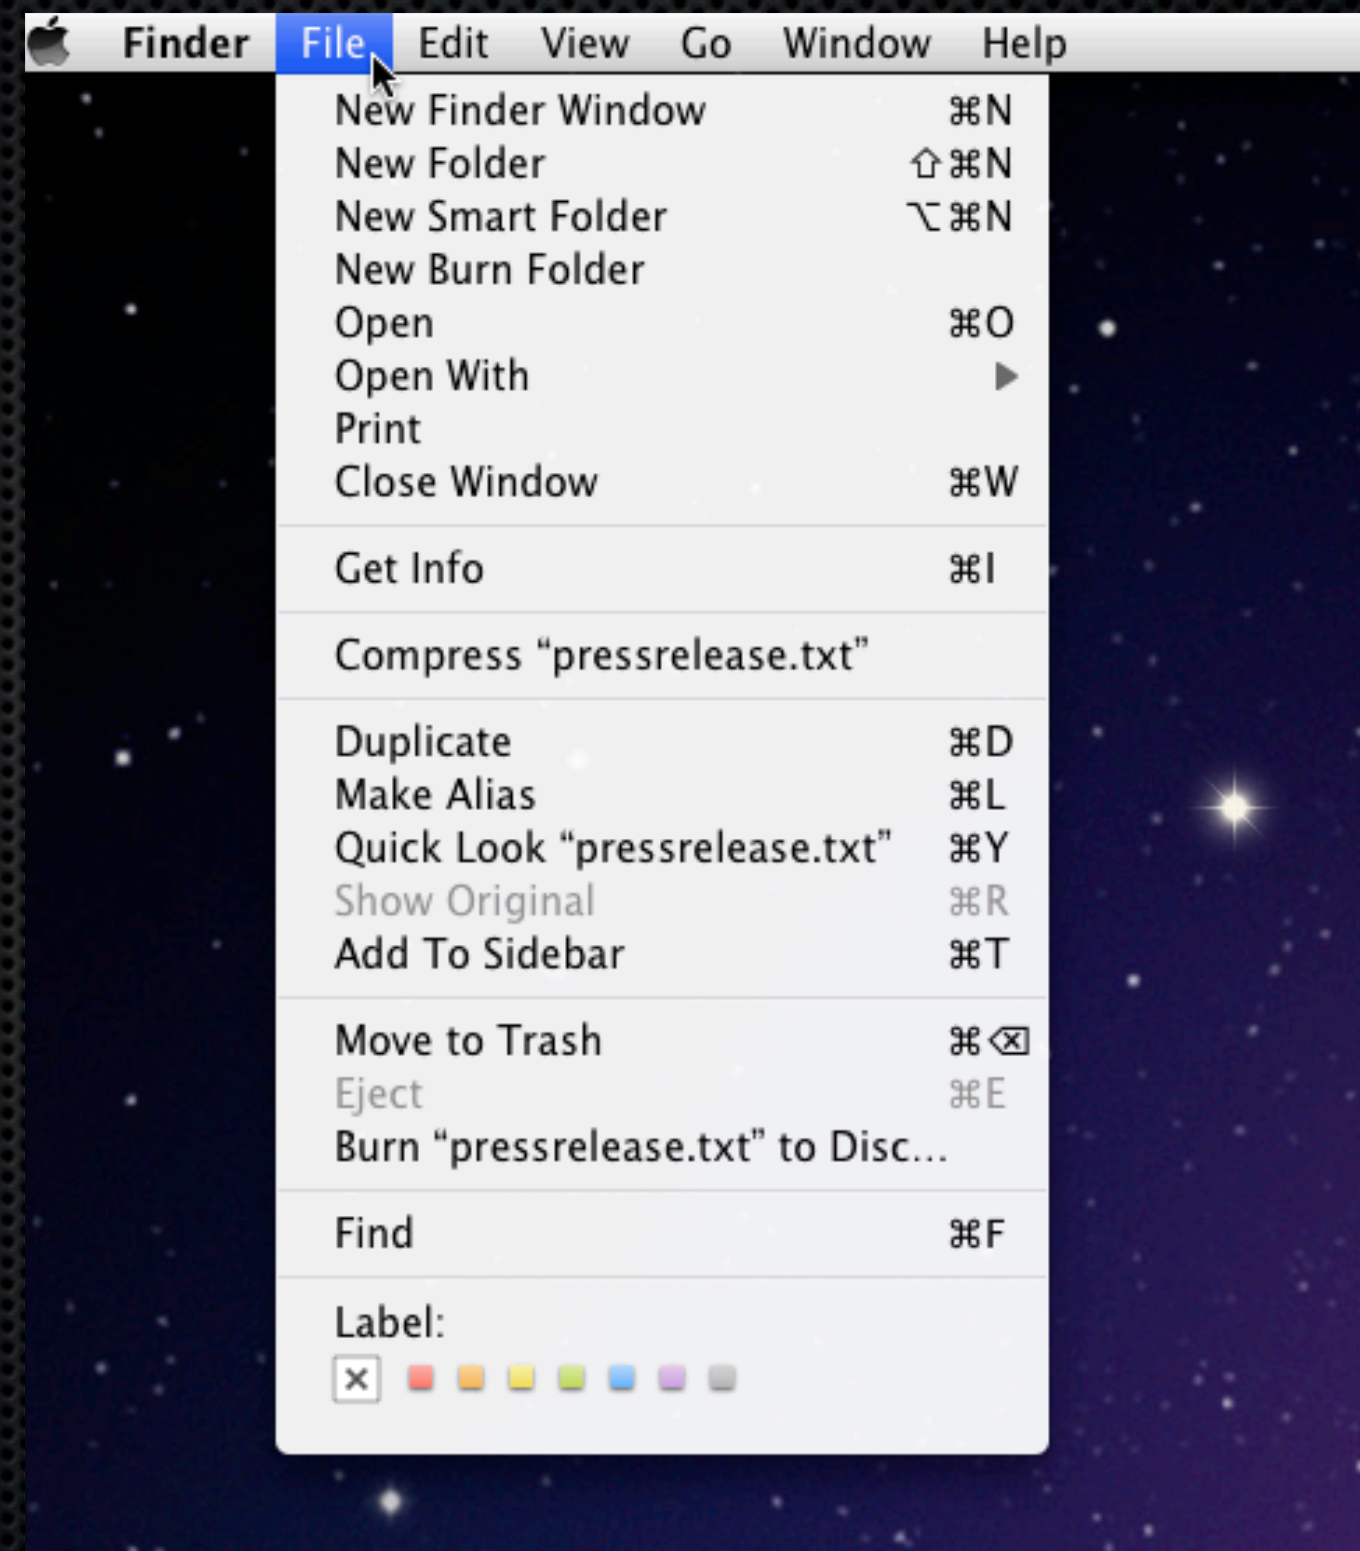 Finder File Edit View Go Window Help
New Finder Window ⌘N
New Folder ⇧⌘N
New Smart Folder ⌥⌘N
New Burn Folder
Open ⌘O
Open With ▶
Print
Close Window ⌘W
Get Info ⌘I
Compress “pressrelease.txt”
Duplicate ⌘D
Make Alias ⌘L
Quick Look “pressrelease.txt” ⌘Y
Show Original ⌘R
Add To Sidebar ⌘T
Move to Trash ⌘⌫
Eject ⌘E
Burn “pressrelease.txt” to Disc…
Find ⌘F
Label: